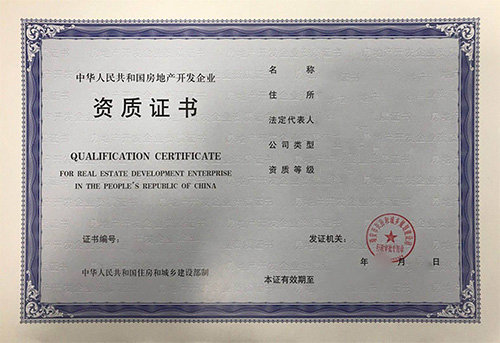 中华人民共和国房地产开发企业
资质证书
QUALIFICATION CERTIFICATE
FOR REAL ESTATE DEVELOPMENT ENTERPRISE
IN THE PEOPLE'S REPUBLIC OF CHINA
证书编号：
中华人民共和国住房和城乡建设部制
名 称
住 所
法定代表人
公司类型
资质等级
发证机关：
年 月 日
本证有效期至